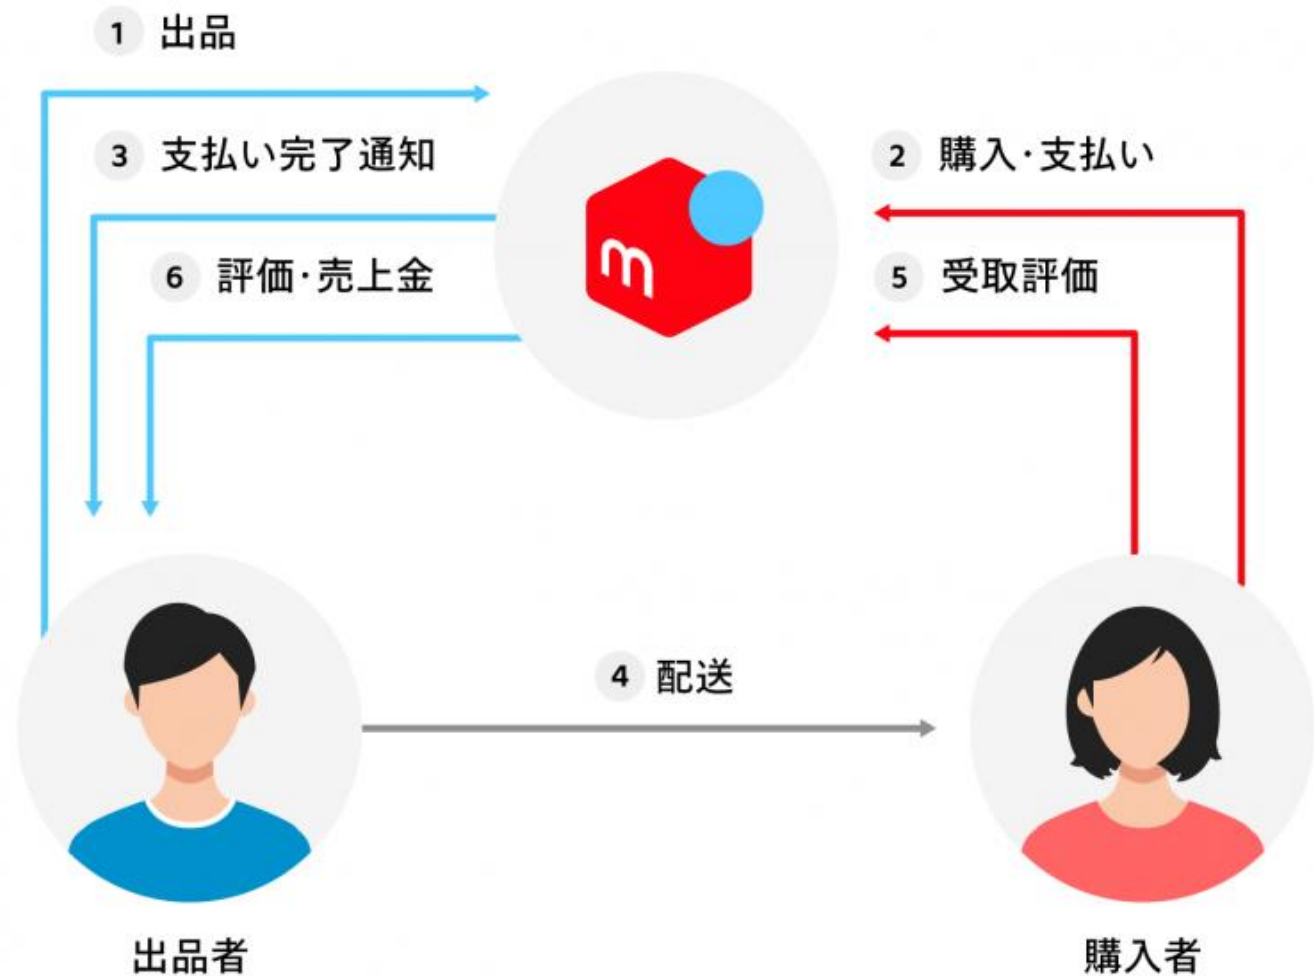 1 出品
3 支払い完了通知
2 購入・支払い
6 評価・売上金
5 受取評価
m
4 配送
出品者
購入者